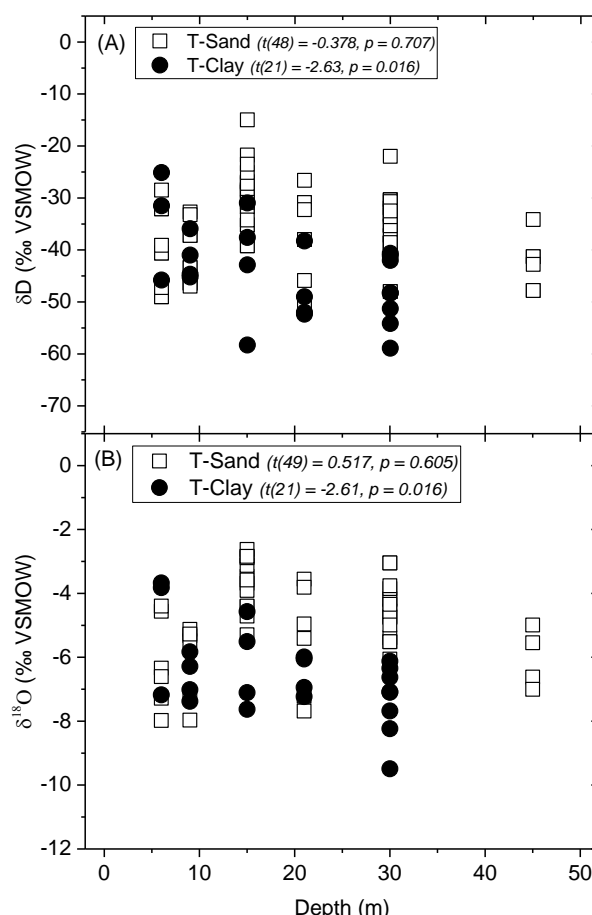 (A)
T-Sand (t(48) = -0.378, p = 0.707)
T-Clay (t(21) = -2.63, p = 0.016)
0
-10
-20
-30
-40
-50
-60
-70
δD (‰ VSMOW)
(B)
T-Sand (t(49) = 0.517, p = 0.605)
T-Clay (t(21) = -2.61, p = 0.016)
0
-2
-4
-6
-8
-10
-12
δ18O (‰ VSMOW)
0 10 20 30 40 50
Depth (m)